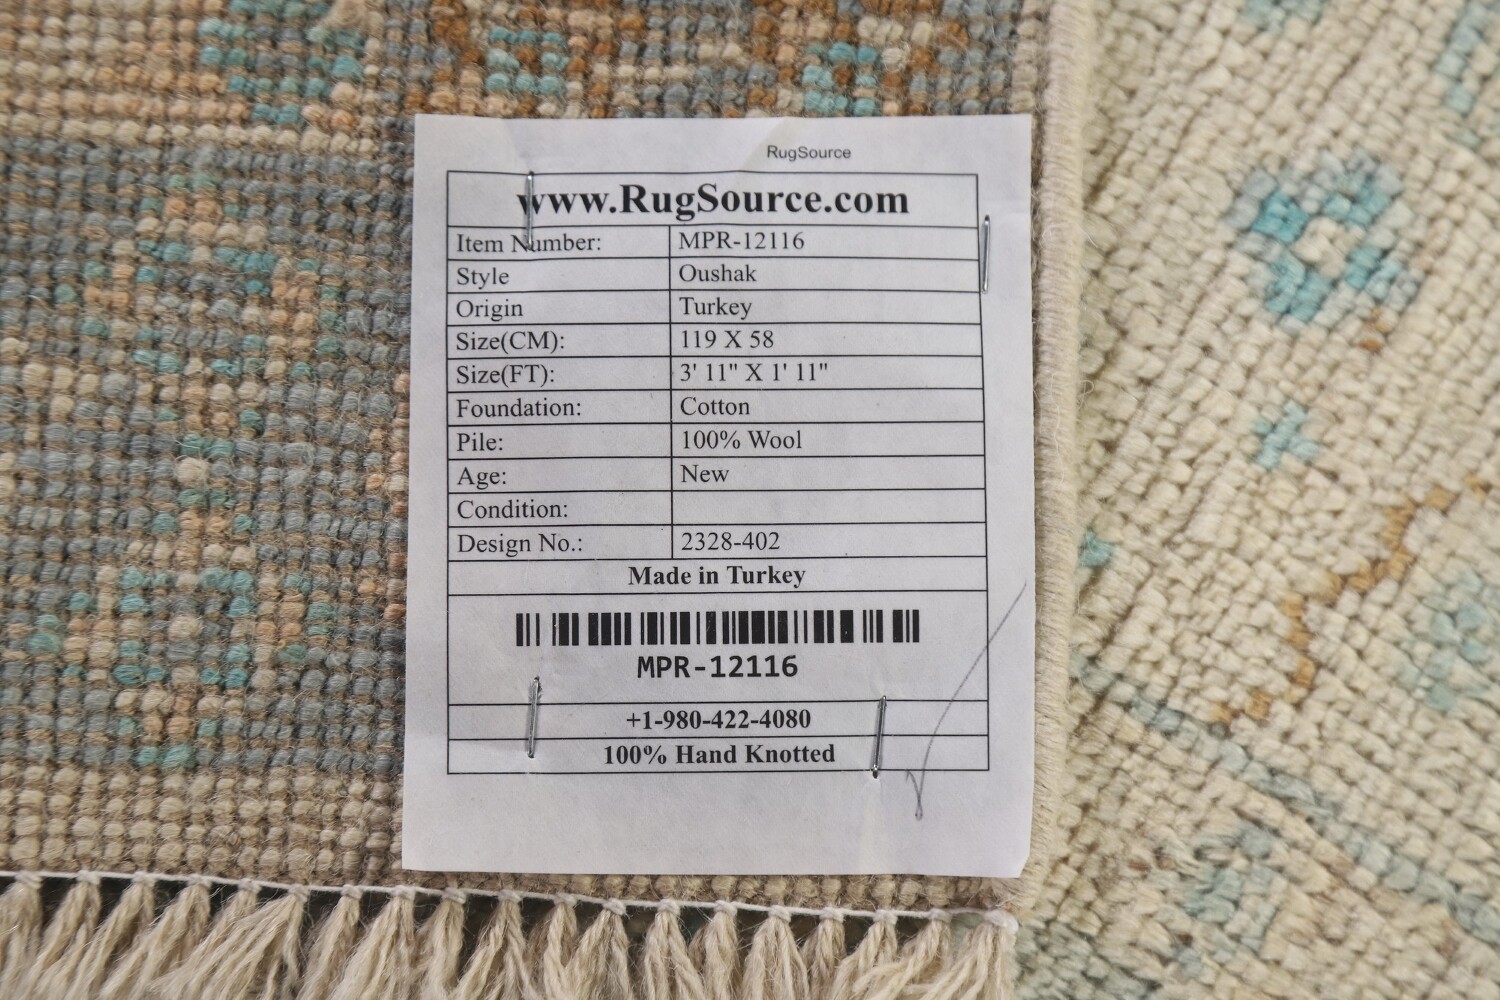 RugSource
www.RugSource.com
Item Number: MPR-12116
Style Oushak
Origin Turkey
Size(CM): 119 X 58
Size(FT): 3' 11" X 1' 11"
Foundation: Cotton
Pile: 100% Wool
Age: New
Condition:
Design No.: 2328-402
Made in Turkey
MPR-12116
+1-980-422-4080
100% Hand Knotted